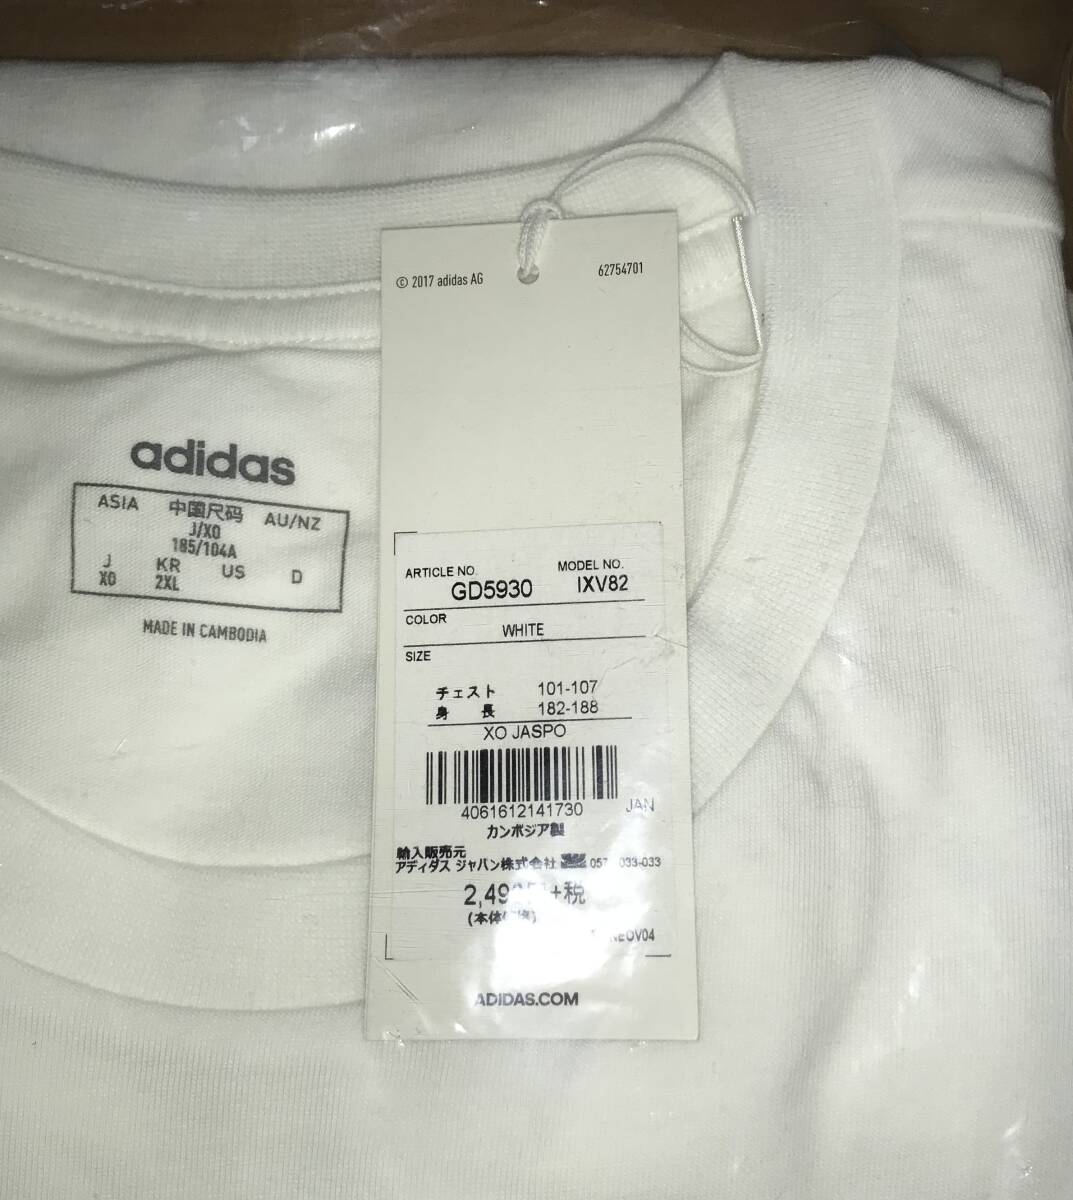 © 2017 adidas AG
62754701
adidas
ASIA 中国尺码 AU/NZ
J/XO
185/104A
J KR US D
XO 2XL
MADE IN CAMBODIA
ARTICLE NO. MODEL NO.
GD5930 IXV82
COLOR
WHITE
SIZE
チェスト 101-107
身長 182-188
XO JASPO
4061612141730 JAN
カンボジア製
輸入販売元
アディダス ジャパン株式会社 033-033
+税
ADIDAS.COM